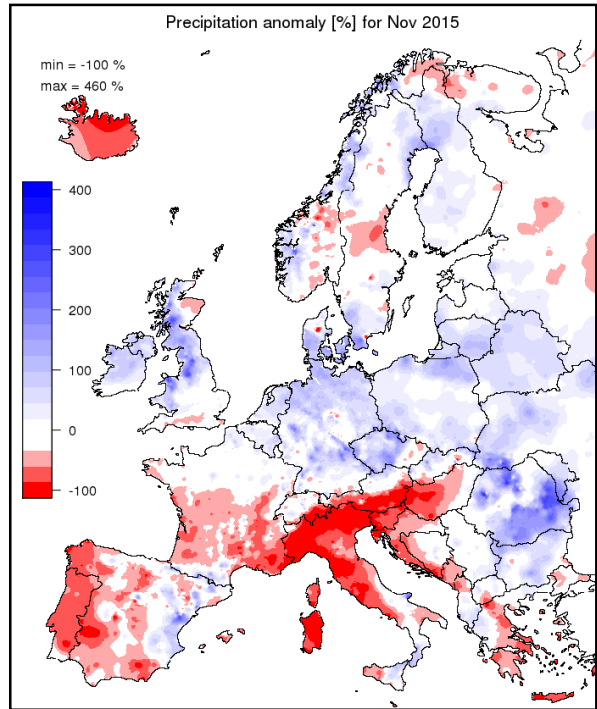 Precipitation anomaly [%] for Nov 2015
min = -100 %
max = 460 %
400
300
200
100
0
-100